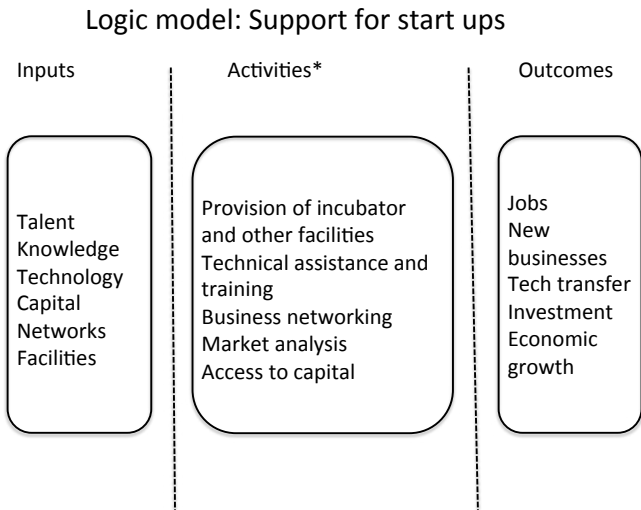 Logic model: Support for start ups
Inputs
Activities*
Outcomes
Talent
Knowledge
Technology
Capital
Networks
Facilities
Provision of incubator
and other facilities
Technical assistance and
training
Business networking
Market analysis
Access to capital
Jobs
New
businesses
Tech transfer
Investment
Economic
growth